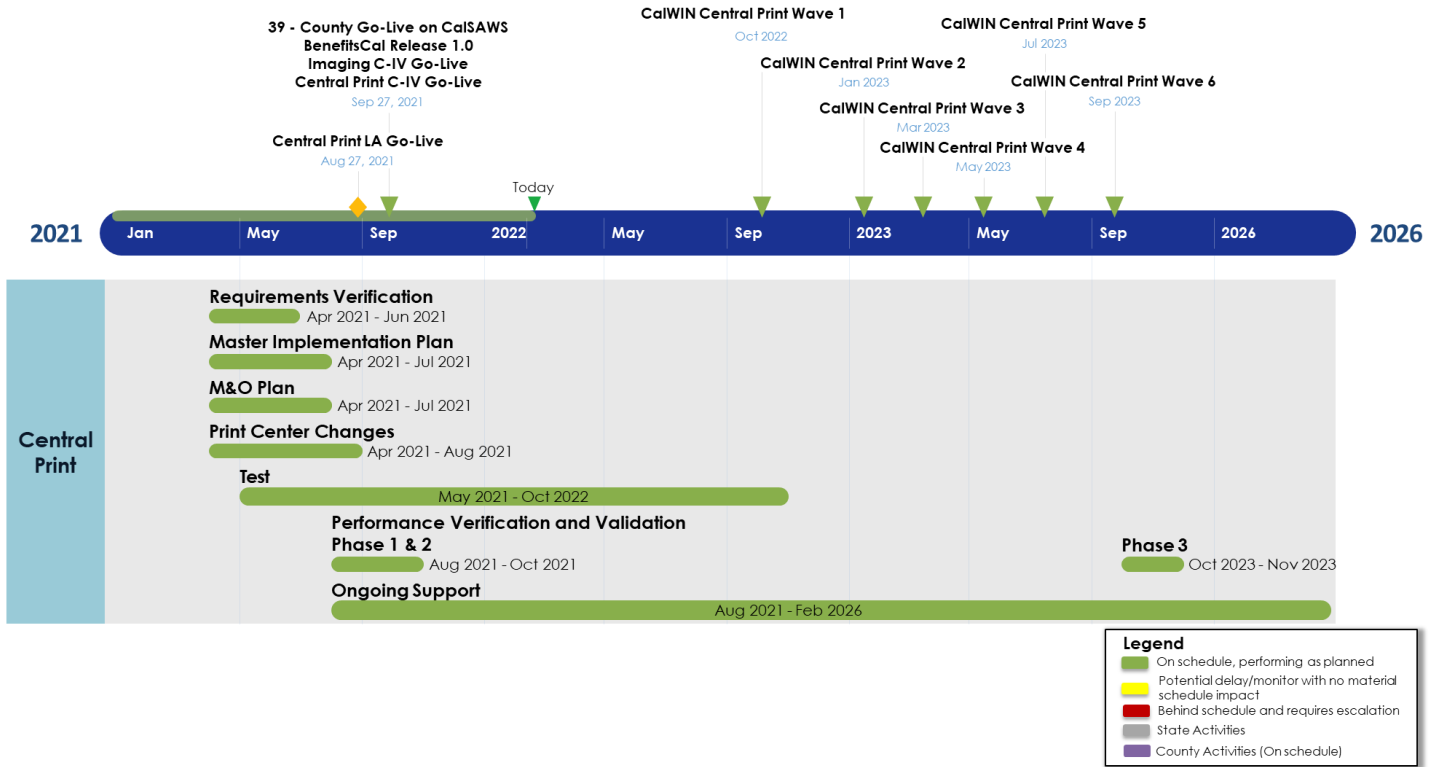 39 - County Go-Live on CalSAWS
BenefitsCal Release 1.0
Imaging C-IV Go-Live
Central Print C-IV Go-Live
Sep 27, 2021
Central Print LA Go-Live
Aug 27, 2021
CalWIN Central Print Wave 1
Oct 2022
CalWIN Central Print Wave 2
Jan 2023
CalWIN Central Print Wave 3
Mar 2023
CalWIN Central Print Wave 4
May 2023
CalWIN Central Print Wave 5
Jul 2023
CalWIN Central Print Wave 6
Sep 2023
Today
2021
Jan
May
Sep
2022
May
Sep
2023
May
Sep
2026
2026
Central
Print
Requirements Verification
Apr 2021 - Jun 2021
Master Implementation Plan
Apr 2021 - Jul 2021
M&O Plan
Apr 2021 - Jul 2021
Print Center Changes
Apr 2021 - Aug 2021
Test
May 2021 - Oct 2022
Performance Verification and Validation
Phase 1 & 2
Aug 2021 - Oct 2021
Phase 3
Oct 2023 - Nov 2023
Ongoing Support
Aug 2021 - Feb 2026
Legend
On schedule, performing as planned
Potential delay/monitor with no material
schedule impact
Behind schedule and requires escalation
State Activities
County Activities (On schedule)